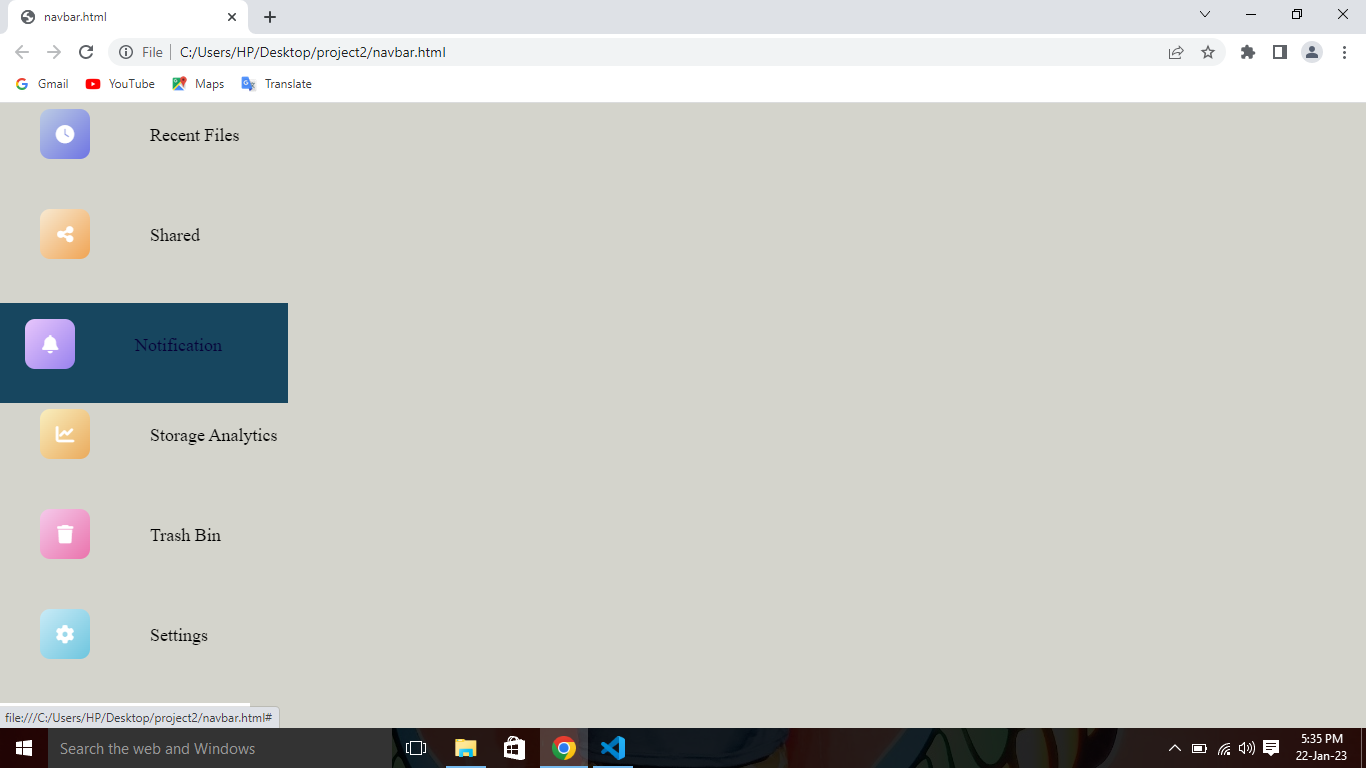 navbar.html
File
C:/Users/HP/Desktop/project2/navbar.html
Gmail YouTube Maps Translate
Recent Files
Shared
Notification
Storage Analytics
Trash Bin
Settings
file:///C:/Users/HP/Desktop/project2/navbar.html#
Search the web and Windows
5:35 PM
22-Jan-23